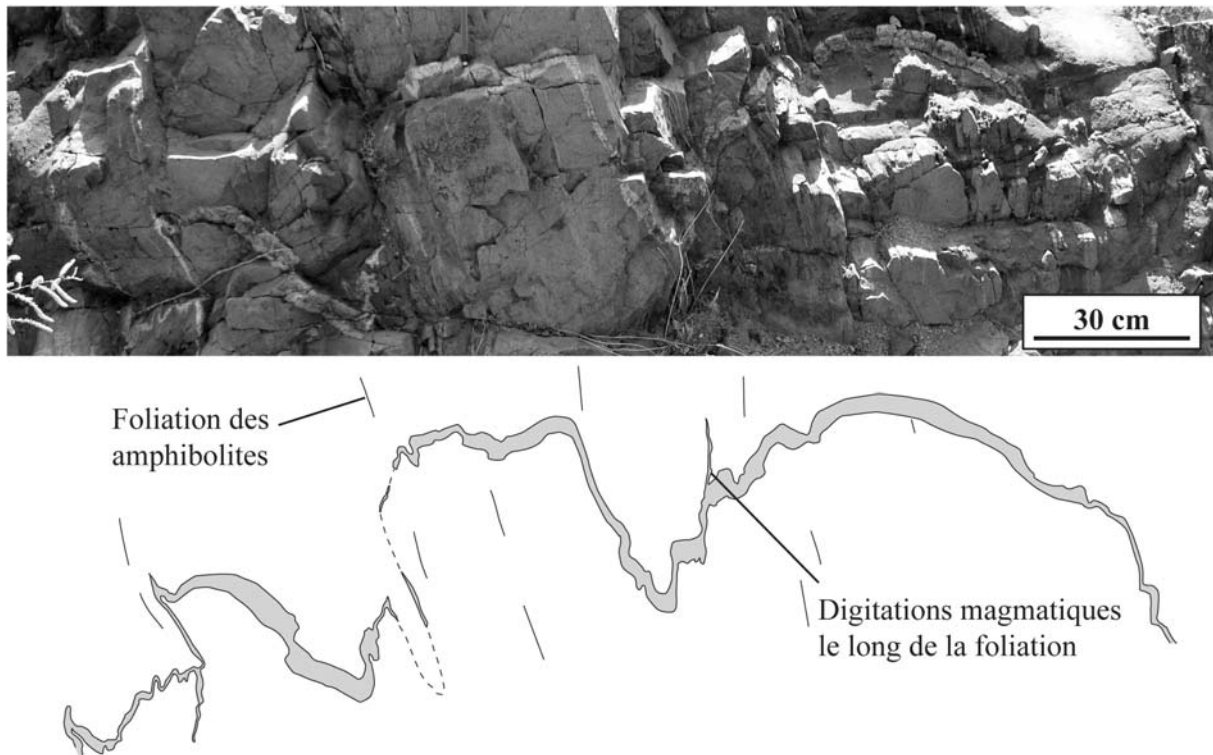 30 cm
Foliation des
amphibolites
Digitations magmatiques
le long de la foliation